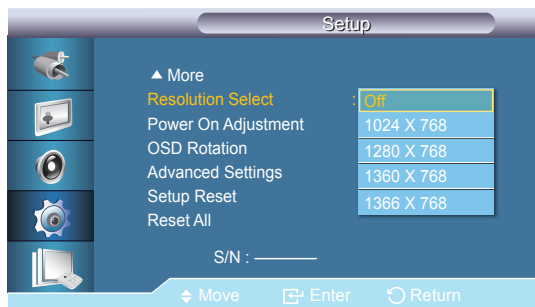 Setup
▲ More
Resolution Select : Off
Power On Adjustment 1024 X 768
OSD Rotation 1280 X 768
Advanced Settings 1360 X 768
Setup Reset 1366 X 768
Reset All
S/N : ————
Move Enter Return